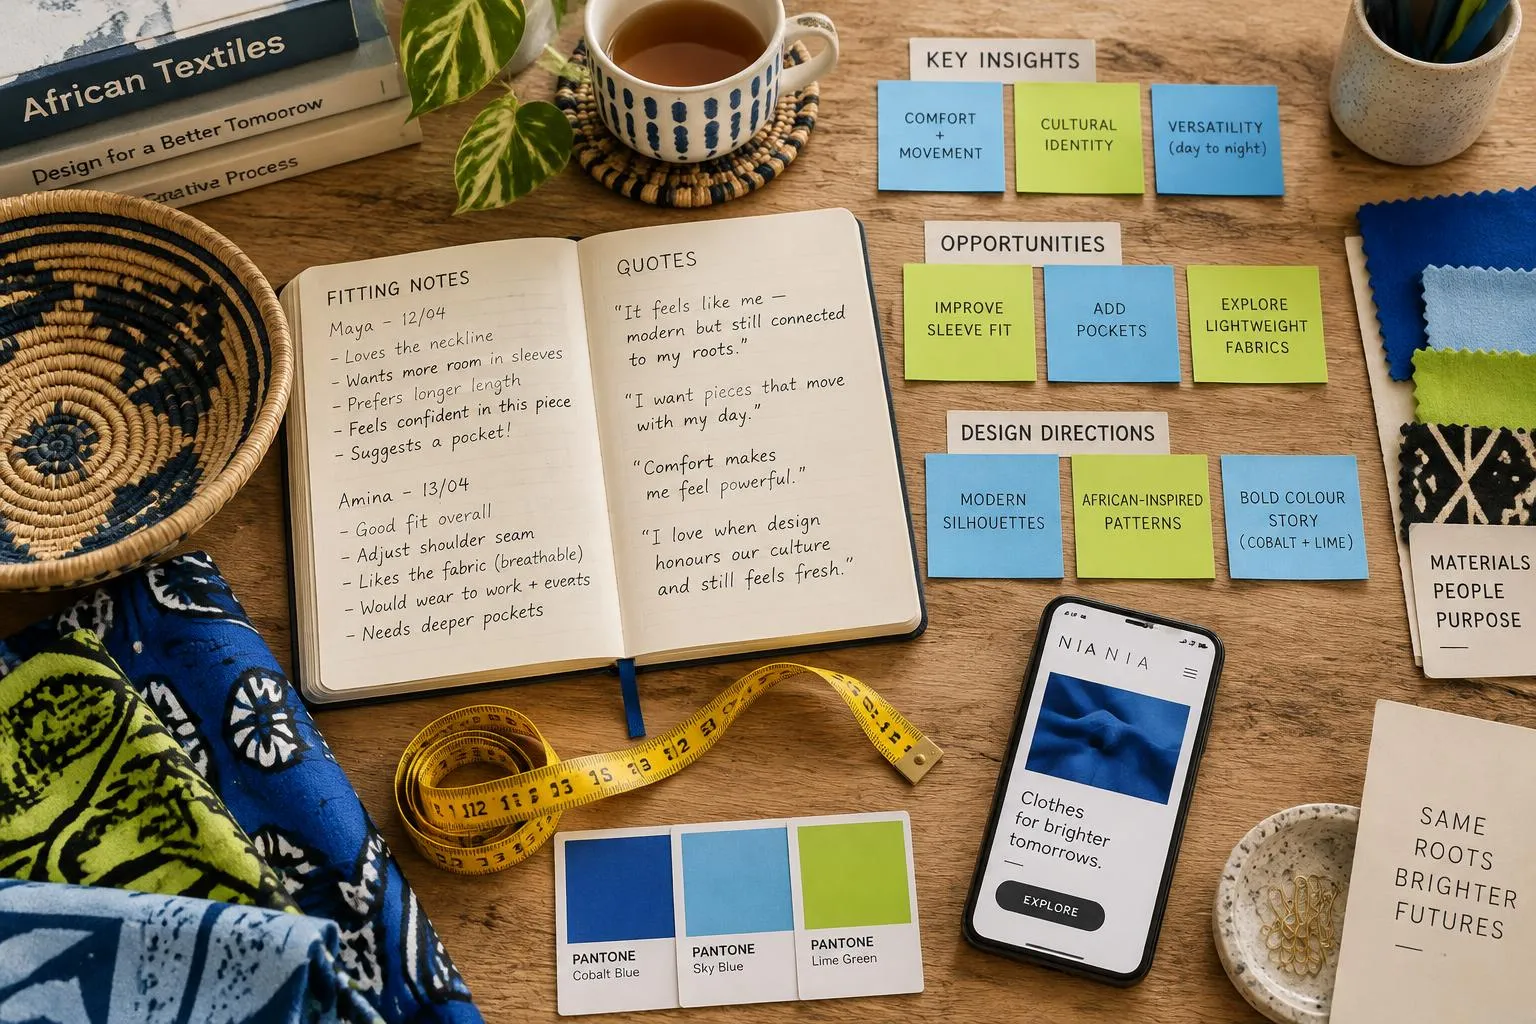 African Textiles
Design for a Better Tomoorow
Creative Process
FITTING NOTES
Maya – 12/04
- Loves the neckline
- Wants more room in sleeves
- Prefers longer length
- Feels confident in this piece
- Suggests a pocket!
Amina – 13/04
- Good fit overall
- Adjust shoulder seam
- Likes the fabric (breathable)
- Would wear to work + events
- Needs deeper pockets
QUOTES
“It feels like me –
modern but still connected
to my roots.”
“I want pieces that move
with my day.”
“Comfort makes
me feel powerful.”
“I love when design
honours our culture
and still feels fresh.”
KEY INSIGHTS
COMFORT
+
MOVEMENT
CULTURAL
IDENTITY
VERSATILITY
(day to night)
OPPORTUNITIES
IMPROVE
SLEEVE FIT
ADD
POCKETS
EXPLORE
LIGHTWEIGHT
FABRICS
DESIGN DIRECTIONS
MODERN
SILHOUETTES
AFRICAN-INSPIRED
PATTERNS
BOLD COLOUR
STORY
(COBALT + LIME)
MATERIALS
PEOPLE
PURPOSE
NIA NIA
Clothes
for brighter
tomorrows.
EXPLORE
PANTONE
Cobalt Blue
PANTONE
Sky Blue
PANTONE
Lime Green
SAME
ROOTS
BRIGHTER
FUTURES